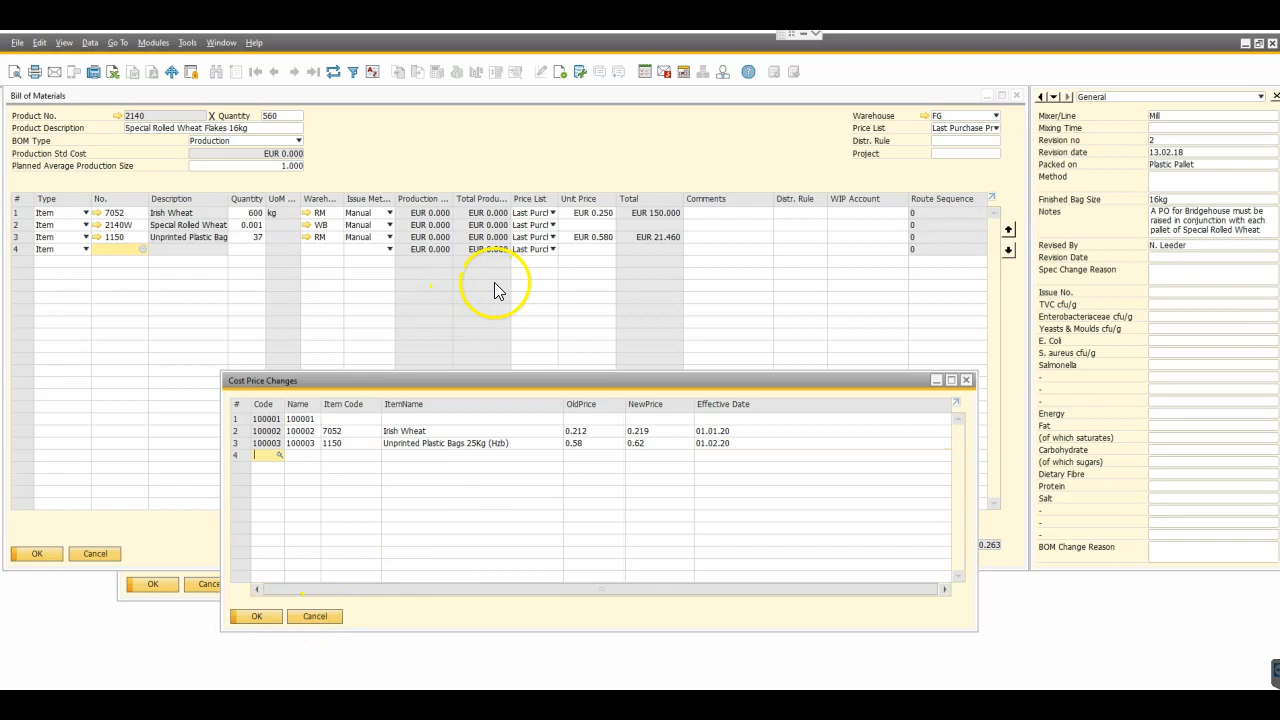 File Edit View Data Go To Modules Tools Window Help
Bill of Materials
Product No. 2140 X Quantity 560
Product Description Special Rolled Wheat Flakes 16kg
BOM Type Production
Production Std Cost EUR 0.000
Planned Average Production Size 1.000
Warehouse FG
Price List Last Purchase Pr
Distr. Rule
Project
# Type No. Description Quantity UoM ... Wareh... Issue Met... Production ... Total Produ... Price List Unit Price Total Comments Distr. Rule WIP Account Route Sequence
1 Item 7052 Irish Wheat 600 kg RM Manual EUR 0.000 EUR 0.000 Last Purcl EUR 0.250 EUR 150.000 0
2 Item 2140W Special Rolled Wheat 0.001 WB Manual EUR 0.000 EUR 0.000 Last Purcl 0
3 Item 1150 Unprinted Plastic Bag 37 RM Manual EUR 0.000 EUR 0.000 Last Purcl EUR 0.580 EUR 21.460 0
4 Item EUR 0.000 EUR 0.000 Last Purcl 0
0.263
OK Cancel
OK Cance
Cost Price Changes
# Code Name Item Code ItemName OldPrice NewPrice Effective Date
1 100001 100001
2 100002 100002 7052 Irish Wheat 0.212 0.219 01.01.20
3 100003 100003 1150 Unprinted Plastic Bags 25Kg (Hzb) 0.58 0.62 01.02.20
4
OK Cancel
General
Mixer/Line Mill
Mixing Time
Revision no 2
Revision date 13.02.18
Packed on Plastic Pallet
Method
Finished Bag Size 16kg
Notes A PO for Bridgehouse must be
raised in conjunction with each
pallet of Special Rolled Wheat
Revised By N. Leeder
Revision Date
Spec Change Reason
Issue No.
TVC cfu/g
Enterobacteriaceae cfu/g
Yeasts & Moulds cfu/g
E. Coli
S. aureus cfu/g
Salmonella
-
-
Energy
Fat
(of which saturates)
Carbohydrate
(of which sugars)
Dietary Fibre
Protein
Salt
-
-
-
BOM Change Reason